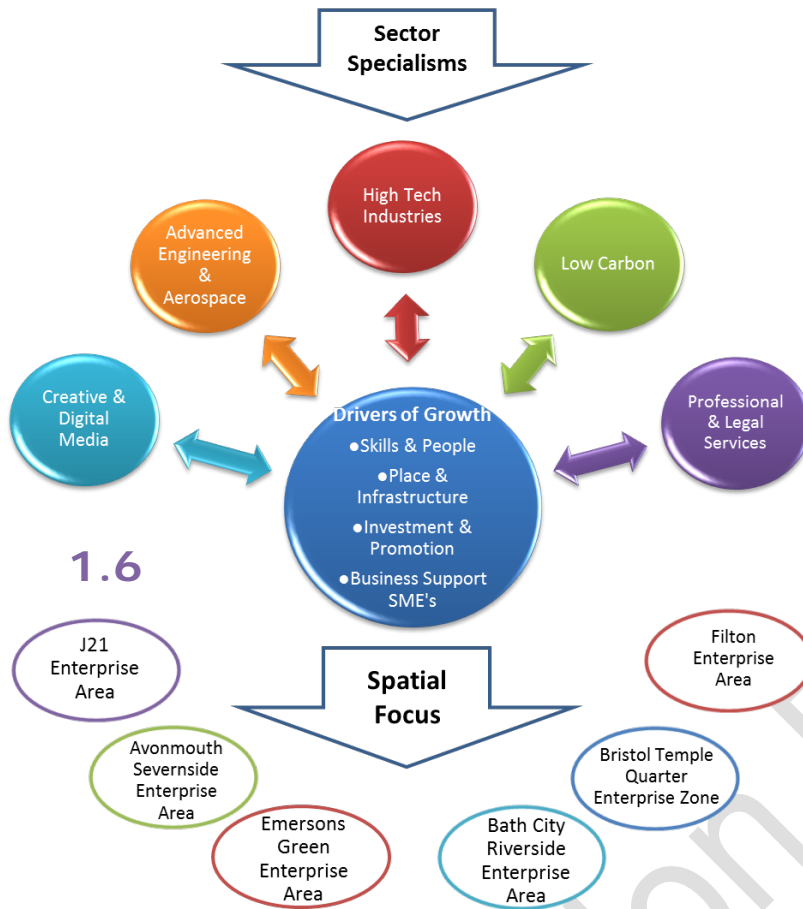 Sector
Specialisms
High Tech
Industries
Advanced
Engineering
&
Aerospace
Low Carbon
Creative &
Digital
Media
Professional
& Legal
Services
Drivers of Growth
●Skills & People
●Place &
Infrastructure
●Investment &
Promotion
●Business Support
SME's
1.6
J21
Enterprise
Area
Spatial
Focus
Filton
Enterprise
Area
Avonmouth
Severnside
Enterprise
Area
Bristol Temple
Quarter
Enterprise Zone
Emersons
Green
Enterprise
Area
Bath City
Riverside
Enterprise
Area